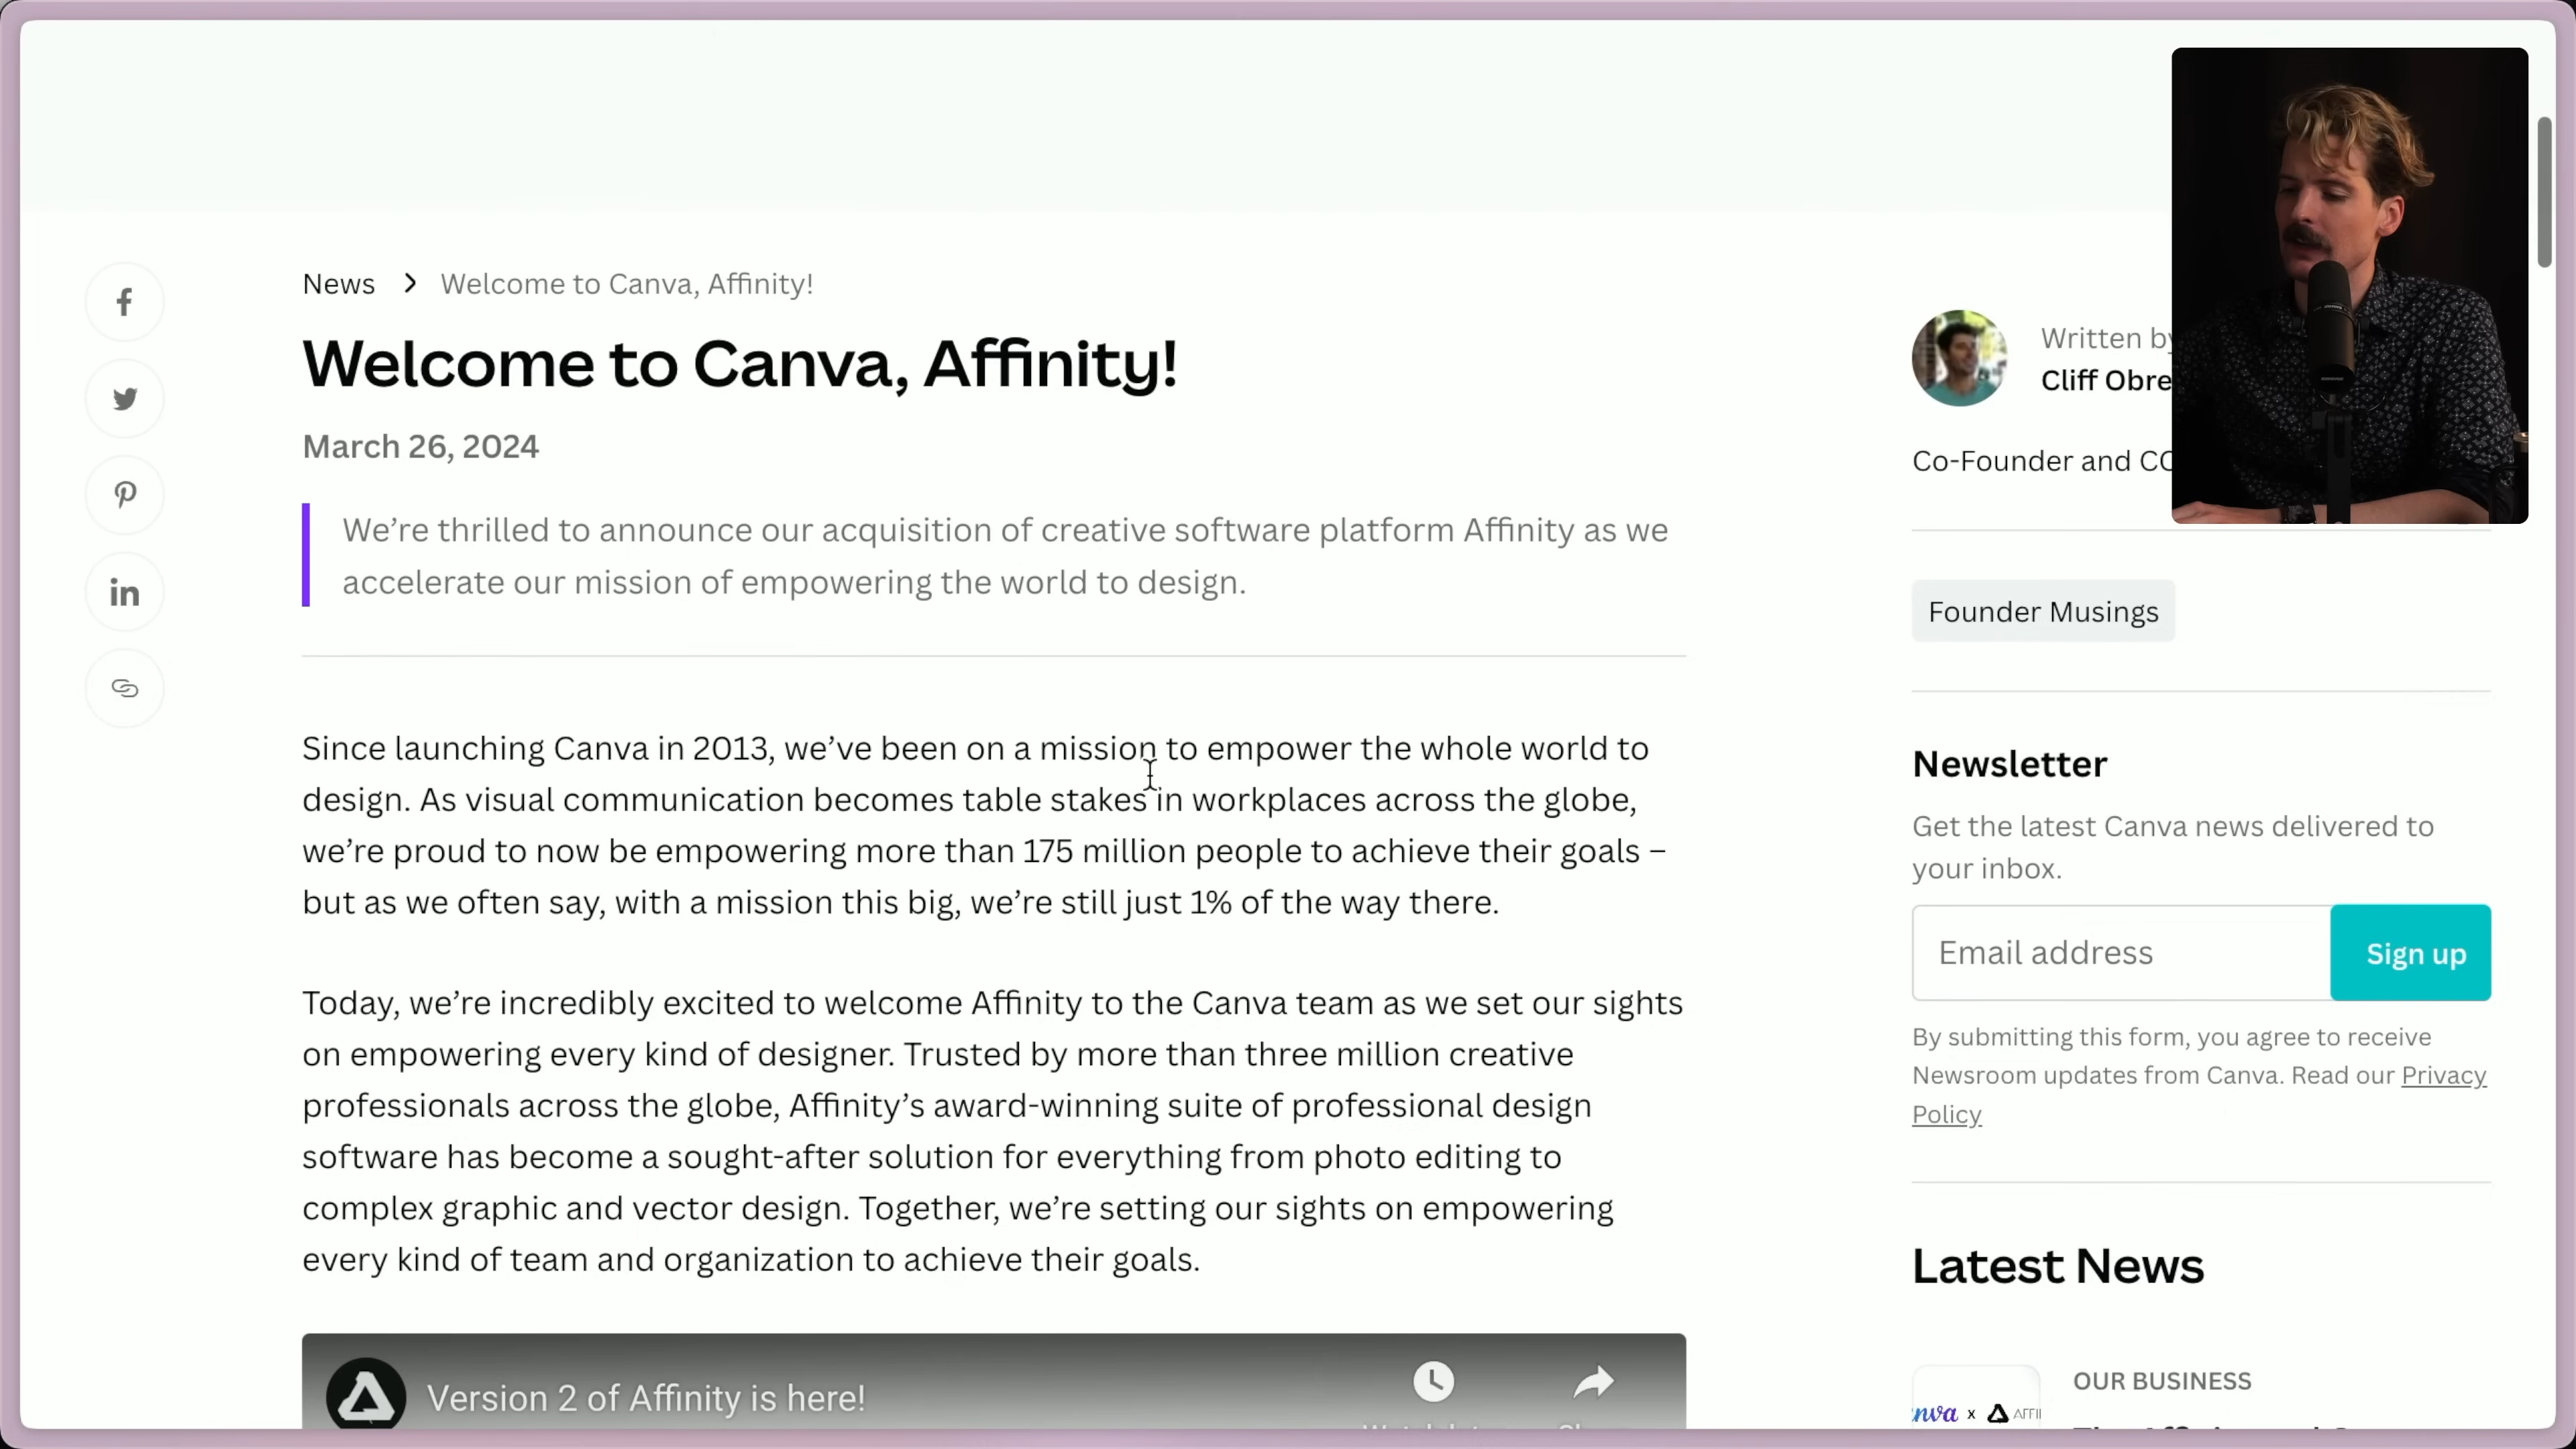 News > Welcome to Canva, Affinity!
Welcome to Canva, Affinity!
March 26, 2024
We’re thrilled to announce our acquisition of creative software platform Affinity as we
accelerate our mission of empowering the world to design.
Since launching Canva in 2013, we’ve been on a mission to empower the whole world to
design. As visual communication becomes table stakes in workplaces across the globe,
we’re proud to now be empowering more than 175 million people to achieve their goals –
but as we often say, with a mission this big, we’re still just 1% of the way there.
Today, we’re incredibly excited to welcome Affinity to the Canva team as we set our sights
on empowering every kind of designer. Trusted by more than three million creative
professionals across the globe, Affinity’s award-winning suite of professional design
software has become a sought-after solution for everything from photo editing to
complex graphic and vector design. Together, we’re setting our sights on empowering
every kind of team and organization to achieve their goals.
Version 2 of Affinity is here!
Written by
Cliff Obre
Co-Founder and CO
Founder Musings
Newsletter
Get the latest Canva news delivered to
your inbox.
Email address
Sign up
By submitting this form, you agree to receive
Newsroom updates from Canva. Read our Privacy
Policy
Latest News
OUR BUSINESS
nva x AFFI